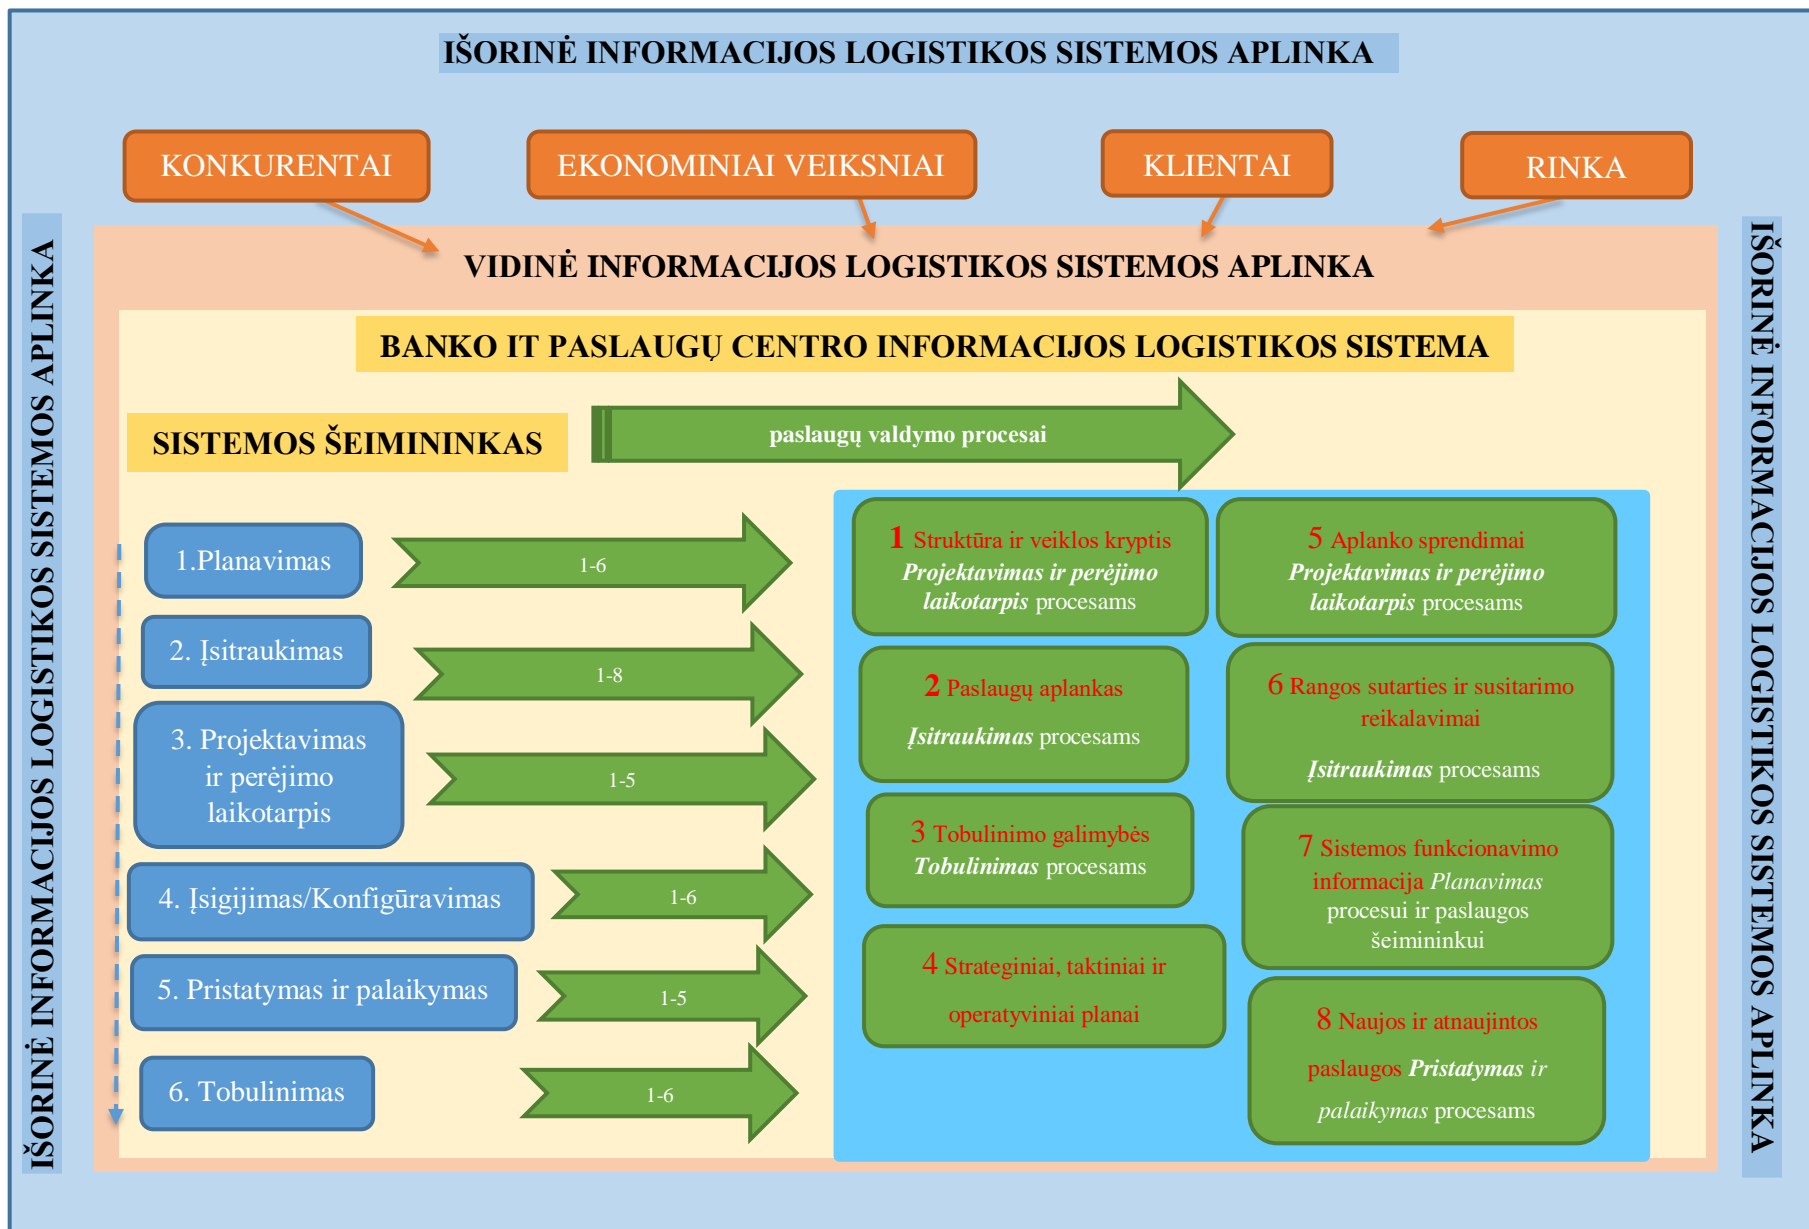 IŠORINĖ INFORMACIJOS LOGISTIKOS SISTEMOS APLINKA
KONKURENTAI
EKONOMINIAI VEIKSNIAI
KLIENTAI
RINKA
IŠORINĖ INFORMACIJOS LOGISTIKOS SISTEMOS APLINKA
IŠORINĖ INFORMACIJOS LOGISTIKOS SISTEMOS APLINKA
VIDINĖ INFORMACIJOS LOGISTIKOS SISTEMOS APLINKA
BANKO IT PASLAUGŲ CENTRO INFORMACIJOS LOGISTIKOS SISTEMA
SISTEMOS ŠEIMININKAS
paslaugų valdymo procesai
1.Planavimas
1-6
2. Įsitraukimas
1-8
3. Projektavimas
ir perėjimo
laikotarpis
1-5
4. Įsigijimas/Konfigūravimas
1-6
5. Pristatymas ir palaikymas
1-5
6. Tobulinimas
1-6
1 Struktūra ir veiklos kryptis
Projektavimas ir perėjimo
laikotarpis procesams
2 Paslaugų aplankas
Įsitraukimas procesams
3 Tobulinimo galimybės
Tobulinimas procesams
4 Strateginiai, taktiniai ir
operatyviniai planai
5 Aplanko sprendimai
Projektavimas ir perėjimo
laikotarpis procesams
6 Rangos sutarties ir susitarimo
reikalavimai
Įsitraukimas procesams
7 Sistemos funkcionavimo
informacija Planavimas
procesui ir paslaugos
šeimininkui
8 Naujos ir atnaujintos
paslaugos Pristatymas ir
palaikymas procesams